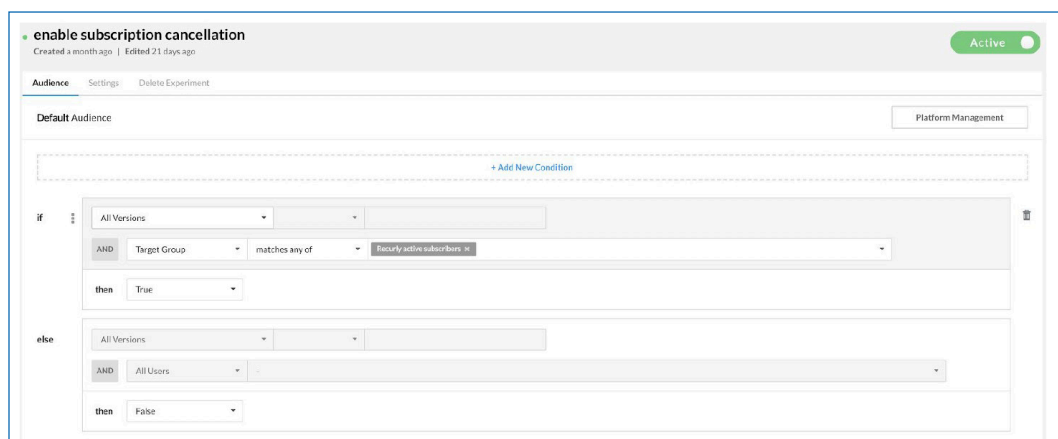 enable subscription cancellation
Created a month ago | Edited 21 days ago
Active
Audience Settings Delete Experiment
Default Audience
Platform Management
+ Add New Condition
if All Versions
AND Target Group matches any of Recurly active subscribers ×
then True
else All Versions
AND All Users -
then False